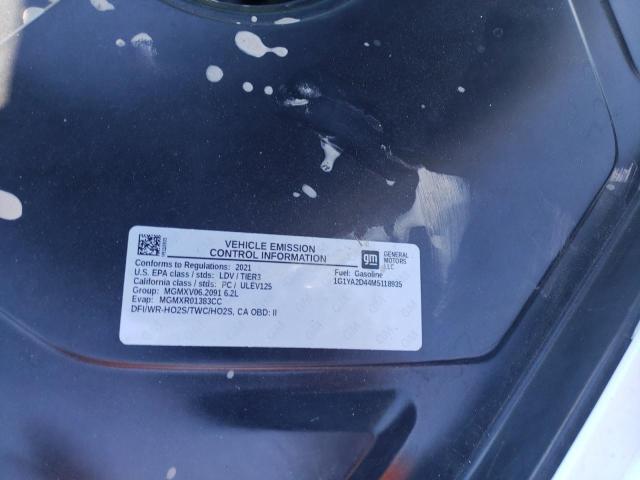 VEHICLE EMISSION
CONTROL INFORMATION
gm
GENERAL
MOTORS
LLC
Conforms to Regulations: 2021
U.S. EPA class / stds: LDV / TIER3
California class / stds: PC / ULEV125
Group: MGMXV06.2091 6.2L
Evap: MGMXR01383CC
DFI/WR-HO2S/TWC/HO2S, CA OBD: II
Fuel: Gasoline
1G1YA2D44M5118935